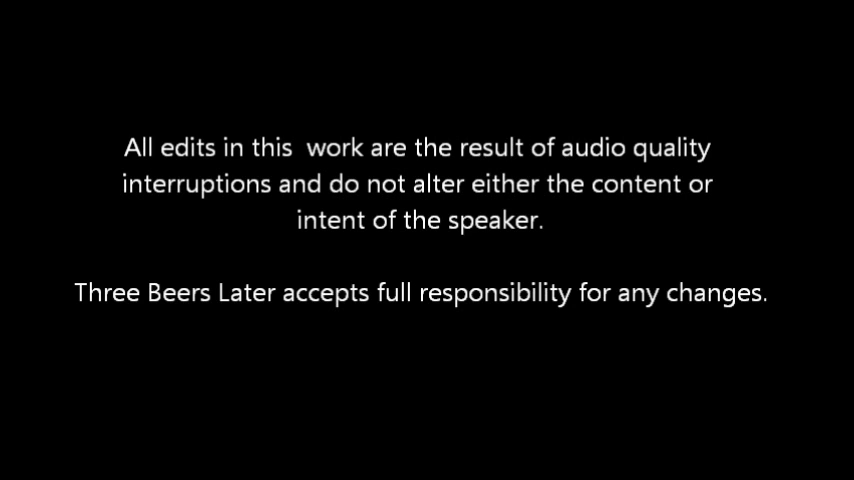 All edits in this  work are the result of audio quality
interruptions and do not alter either the content or
intent of the speaker.
Three Beers Later accepts full responsibility for any changes.